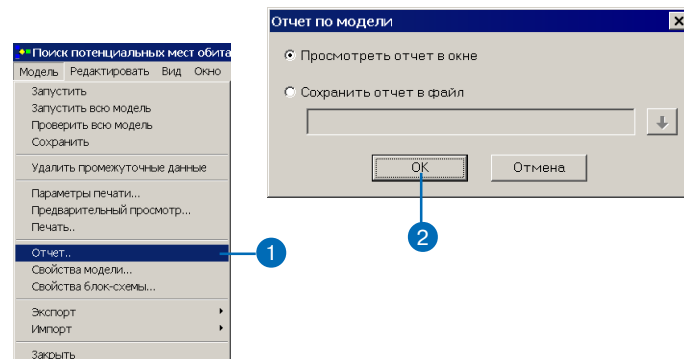 Отчет по модели
Просмотреть отчет в окне
Сохранить отчет в файл
OK
Отмена
2
Поиск потенциальных мест обита
Модель Редактировать Вид Окно
Запустить
Запустить всю модель
Проверить всю модель
Сохранить
Удалить промежуточные данные
Параметры печати...
Предварительный просмотр...
Печать..
Отчет..
1
Свойства модели...
Свойства блок-схемы...
Экспорт
Импорт
Закрыть